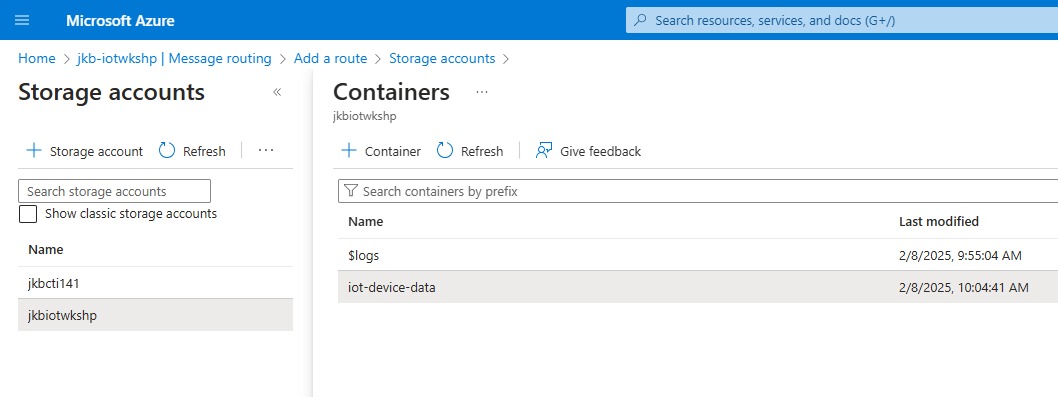 Microsoft Azure
Search resources, services, and docs (G+/)
Home > jkb-iotwkshp | Message routing > Add a route > Storage accounts >
Storage accounts «
+ Storage account Refresh ...
Search storage accounts
Show classic storage accounts
Name
jkbcti141
jkbiotwkshp
Containers ...
jkbiotwkshp
+ Container Refresh Give feedback
Search containers by prefix
Name Last modified
$logs 2/8/2025, 9:55:04 AM
iot-device-data 2/8/2025, 10:04:41 AM